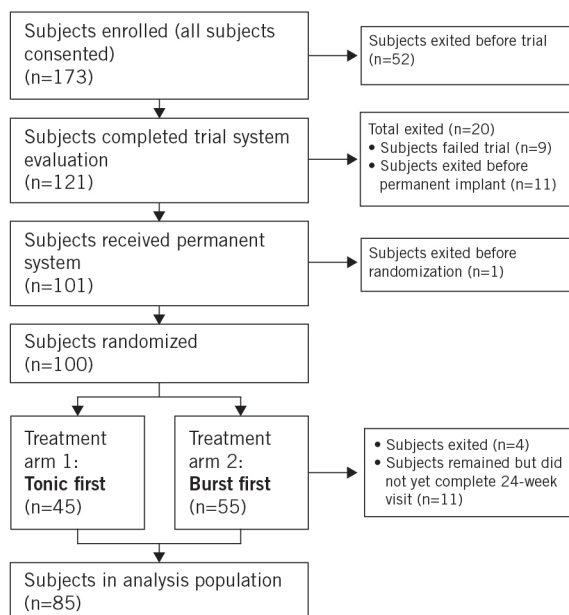 Subjects enrolled (all subjects
consented)
(n=173)
Subjects exited before trial
(n=52)
Subjects completed trial system
evaluation
(n=121)
Total exited (n=20)
• Subjects failed trial (n=9)
• Subjects exited before
permanent implant (n=11)
Subjects received permanent
system
(n=101)
Subjects exited before
randomization (n=1)
Subjects randomized
(n=100)
Treatment
arm 1:
Tonic first
(n=45)
Treatment
arm 2:
Burst first
(n=55)
• Subjects exited (n=4)
• Subjects remained but did
not yet complete 24-week
visit (n=11)
Subjects in analysis population
(n=85)